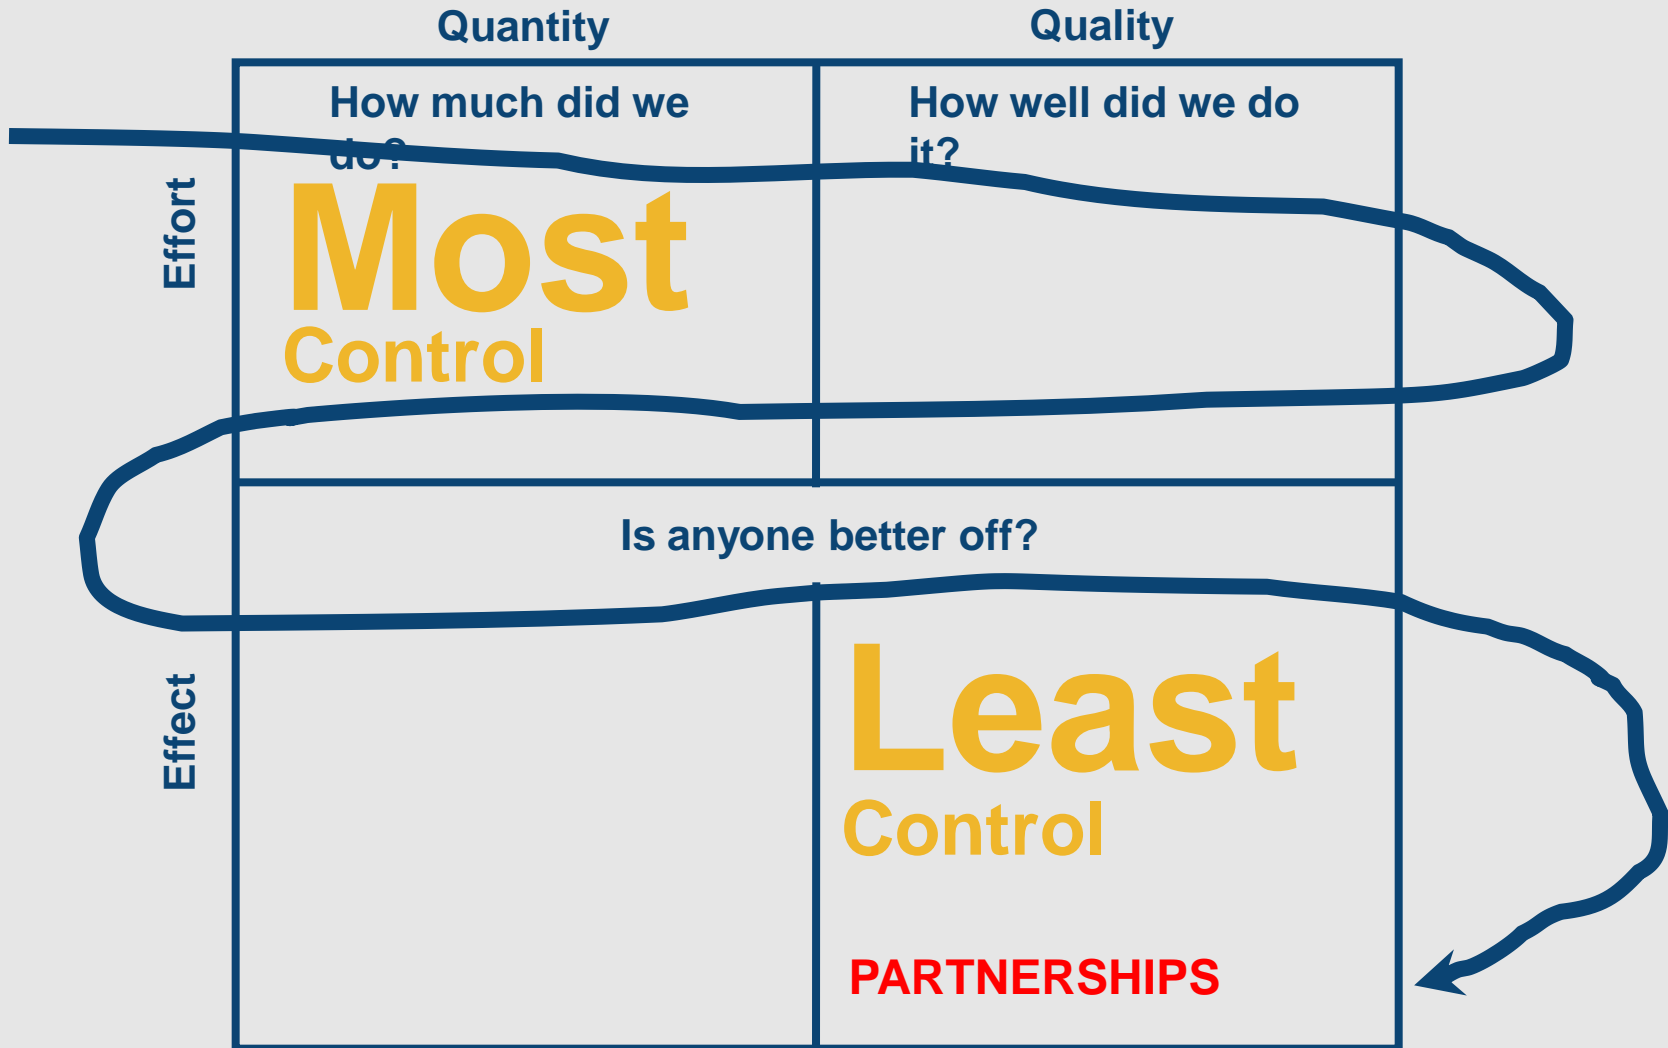 Quantity
Quality
How much did we
do?
How well did we do
it?
Effort
Most
Control
Is anyone better off?
Effect
Least
Control
PARTNERSHIPS